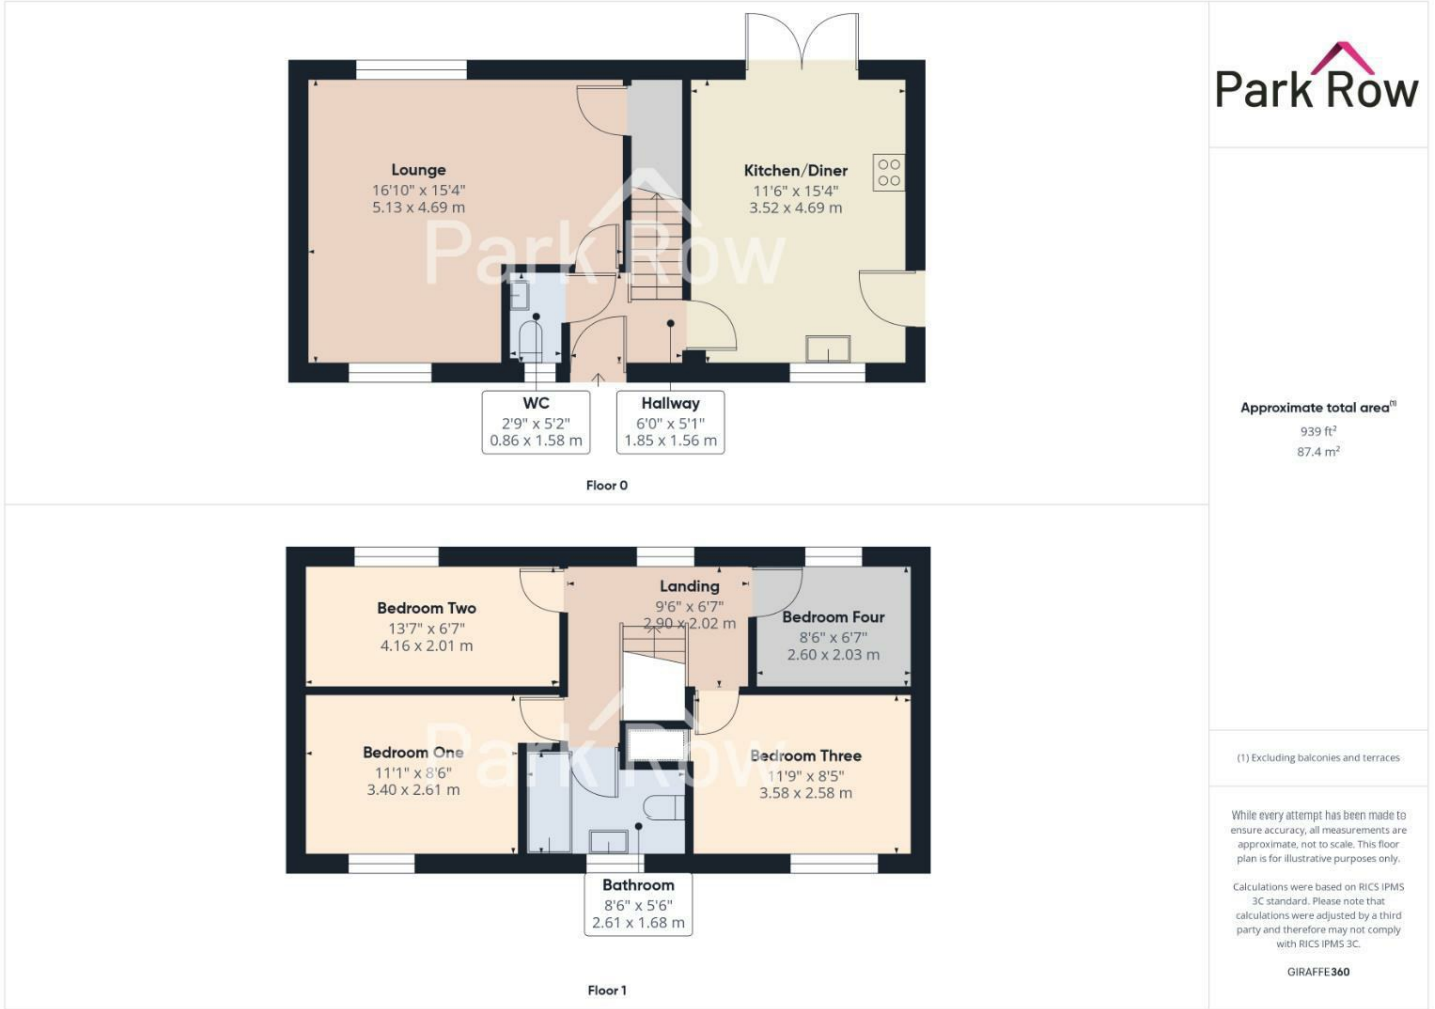 Park Row
Lounge
16'10" x 15'4"
5.13 x 4.69 m
Kitchen/Diner
11'6" x 15'4"
3.52 x 4.69 m
Park Row
WC
2'9" x 5'2"
0.86 x 1.58 m
Hallway
6'0" x 5'1"
1.85 x 1.56 m
Floor 0
Approximate total area(1)
939 ft²
87.4 m²
Bedroom Two
13'7" x 6'7"
4.16 x 2.01 m
Landing
9'6" x 6'7"
2.90 x 2.02 m
Bedroom Four
8'6" x 6'7"
2.60 x 2.03 m
Bedroom One
11'1" x 8'6"
3.40 x 2.61 m
Park Row
Bedroom Three
11'9" x 8'5"
3.58 x 2.58 m
Bathroom
8'6" x 5'6"
2.61 x 1.68 m
Floor 1
(1) Excluding balconies and terraces
While every attempt has been made to
ensure accuracy, all measurements are
approximate, not to scale. This floor
plan is for illustrative purposes only.
Calculations were based on RICS IPMS
3C standard. Please note that
calculations were adjusted by a third
party and therefore may not comply
with RICS IPMS 3C.
GIRAFFE360